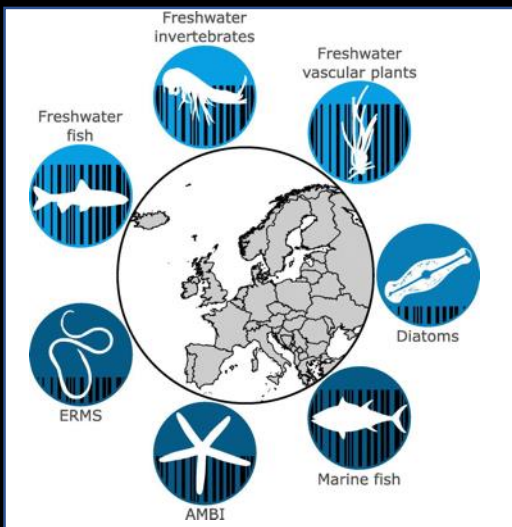 Freshwater
invertebrates
Freshwater
vascular plants
Freshwater
fish
Diatoms
ERMS
Marine fish
AMBI